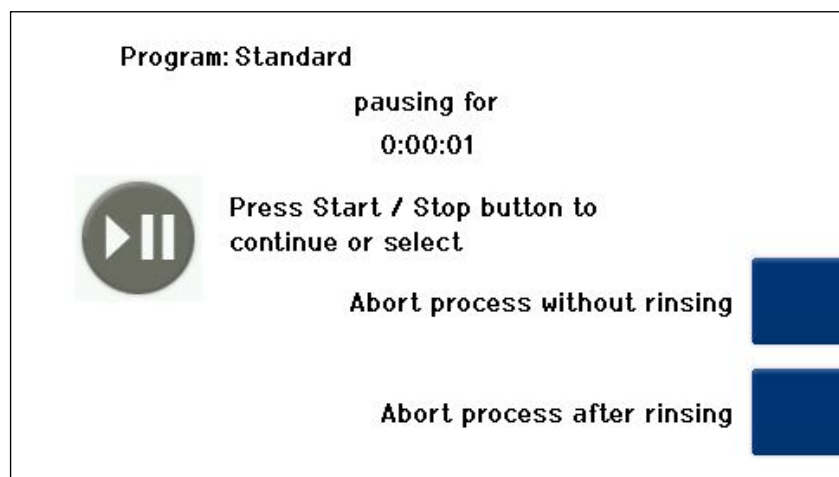 Program: Standard
pausing for
0:00:01
Press Start / Stop button to
continue or select
Abort process without rinsing
Abort process after rinsing